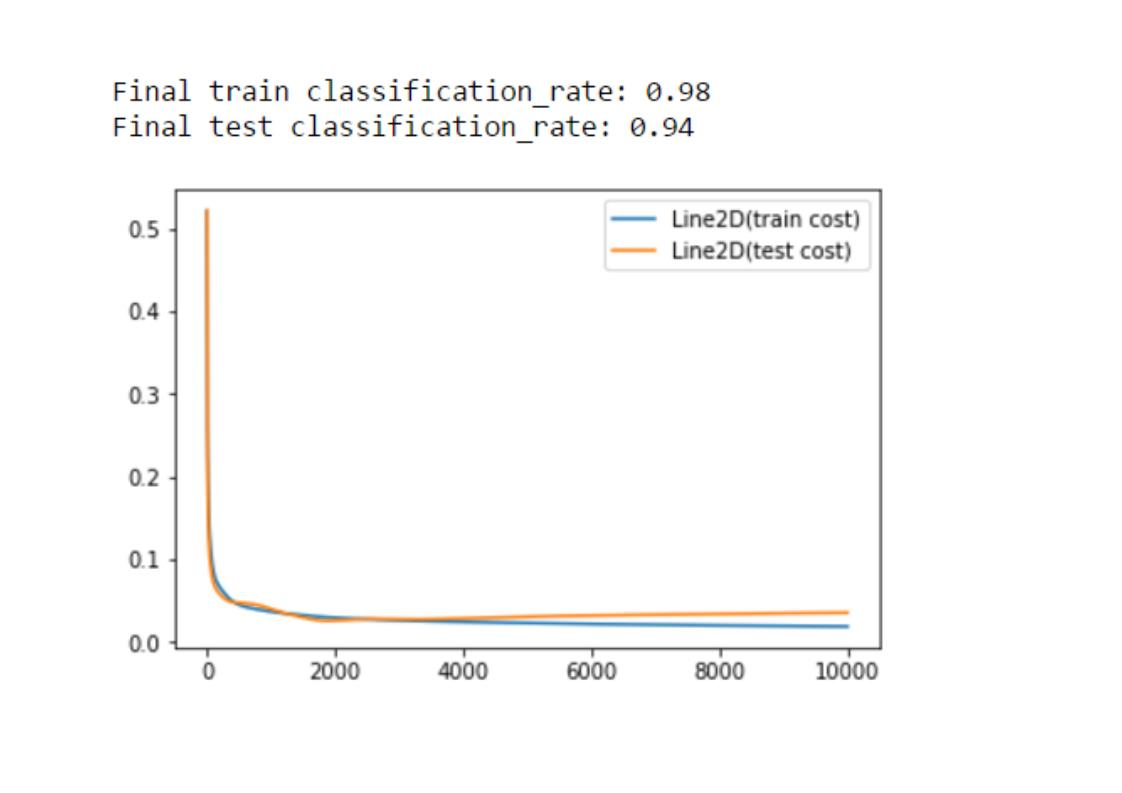 Final train classification_rate: 0.98
Final test classification_rate: 0.94
Line2D(train cost)
Line2D(test cost)
0.5
0.4
0.3
0.2
0.1
0.0
0 2000 4000 6000 8000 10000